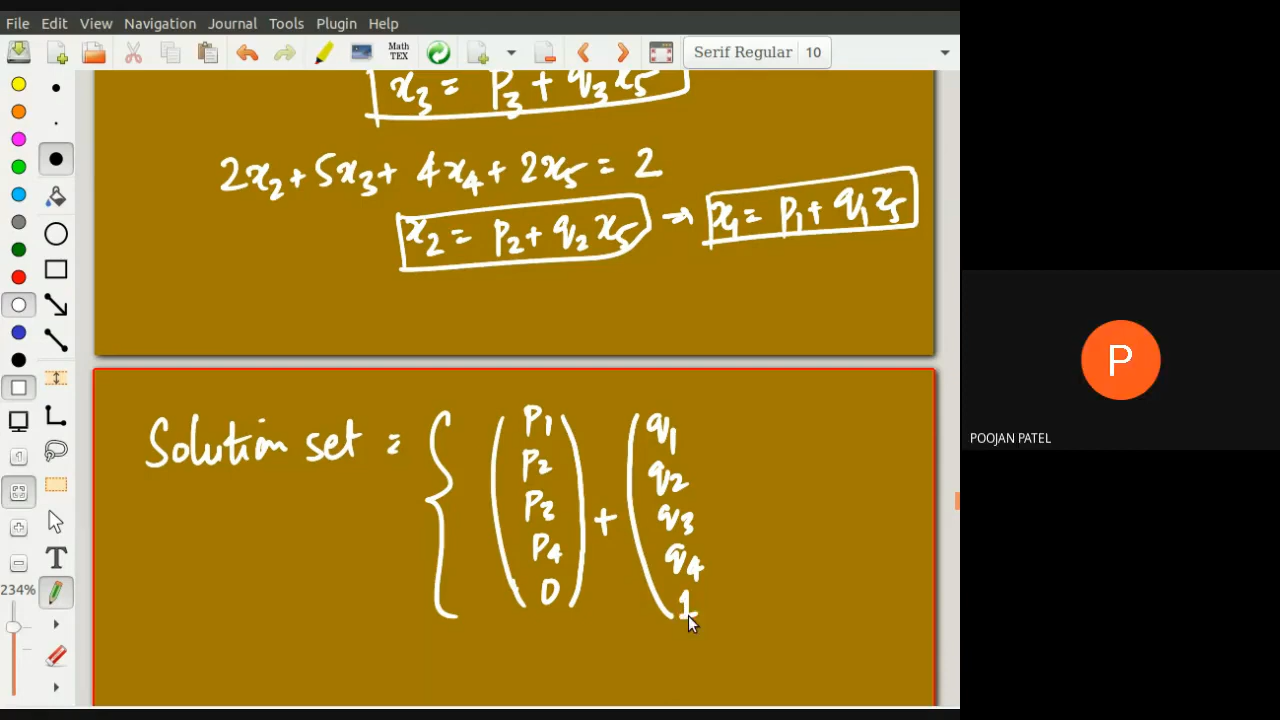 File Edit View Navigation Journal Tools Plugin Help
Math TEX Serif Regular 10
x₃ = p₃ + q₃x₅
2x₂ + 5x₃ + 4x₄ + 2x₅ = 2
x₂ = p₂ + q₂x₅ → x₁ = p₁ + q₁x₅
Solution set = { ( p₁ + ( q₁
p₂ q₂
p₃ q₃
p₄ q₄
0 ) 1
234%
P
POOJAN PATEL